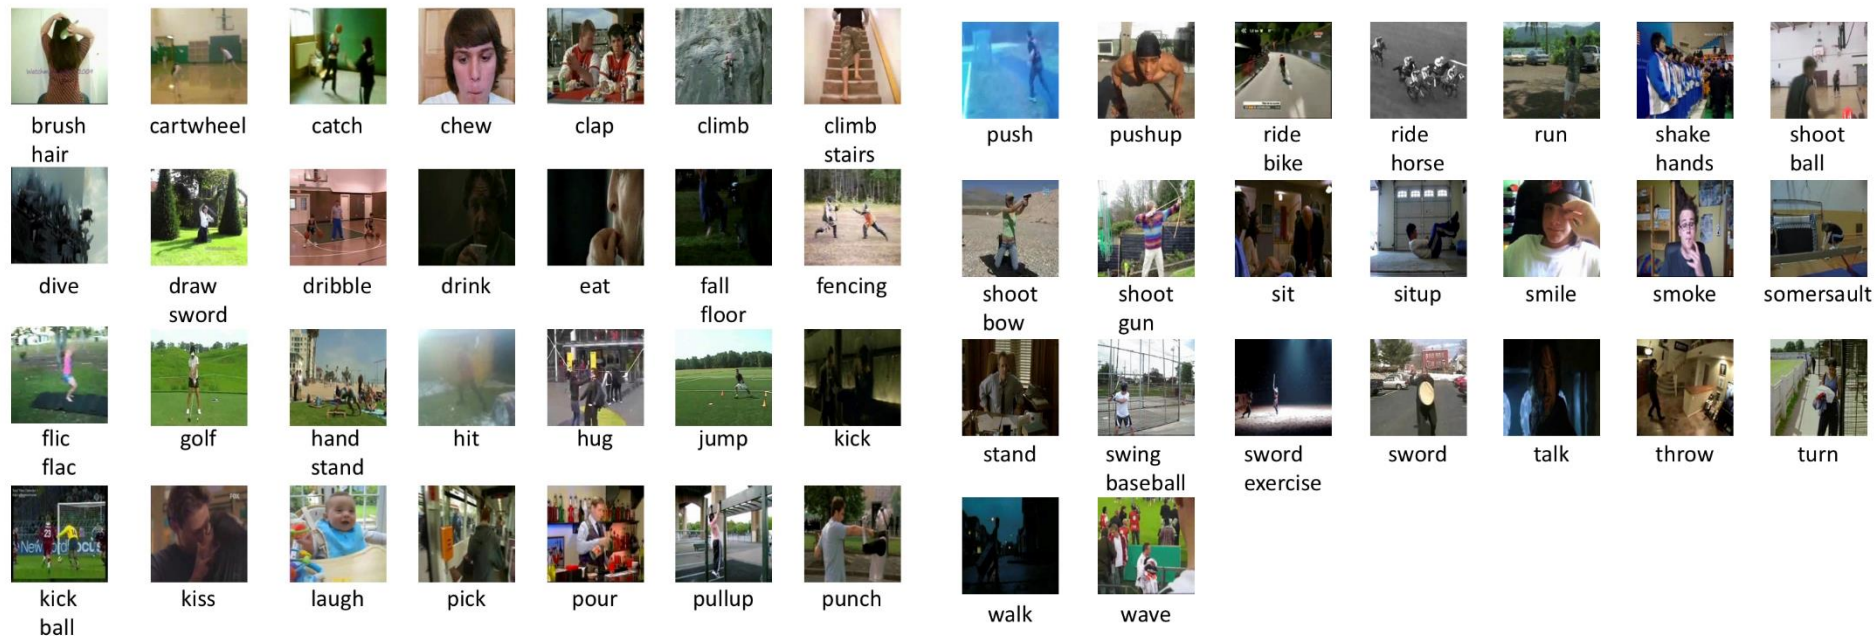 brush
hair
cartwheel
catch
chew
clap
climb
climb
stairs
dive
draw
sword
dribble
drink
eat
fall
floor
fencing
flic
flac
golf
hand
stand
hit
hug
jump
kick
kick
ball
kiss
laugh
pick
pour
pullup
punch
push
pushup
ride
bike
ride
horse
run
shake
hands
shoot
ball
shoot
bow
shoot
gun
sit
situp
smile
smoke
somersault
stand
swing
baseball
sword
exercise
sword
talk
throw
turn
walk
wave